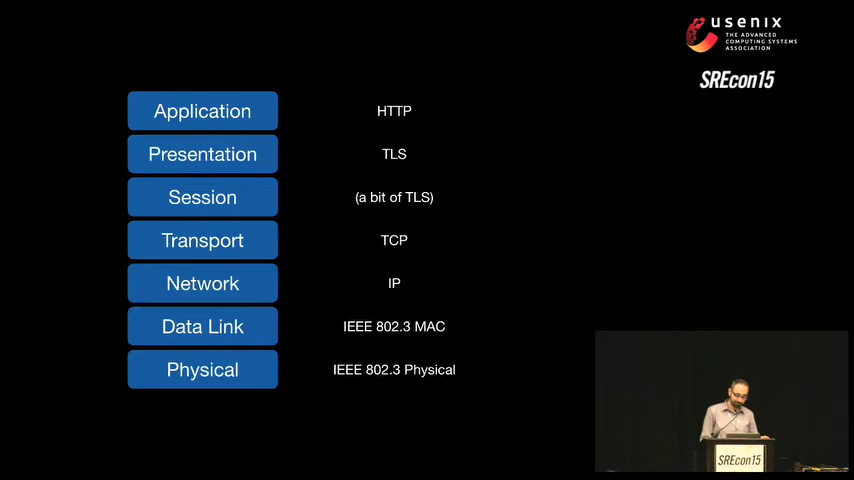 usenix
THE ADVANCED
COMPUTING SYSTEMS
ASSOCIATION
SREcon15
Application HTTP
Presentation TLS
Session (a bit of TLS)
Transport TCP
Network IP
Data Link IEEE 802.3 MAC
Physical IEEE 802.3 Physical
SREcon15